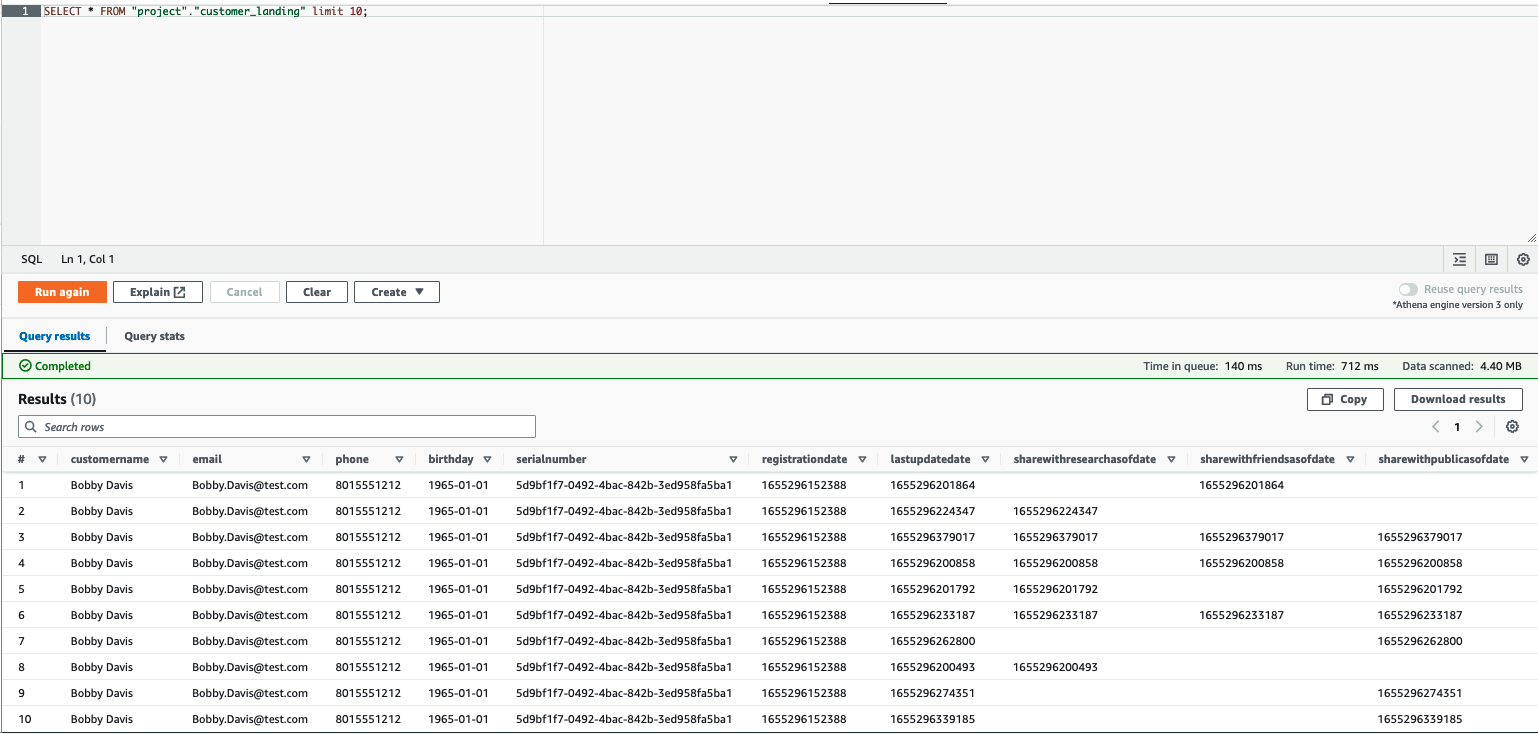 1 SELECT * FROM "project"."customer_landing" limit 10;
SQL Ln 1, Col 1
Run again Explain Cancel Clear Create Reuse query results
*Athena engine version 3 only
Query results Query stats
Completed Time in queue: 140 ms Run time: 712 ms Data scanned: 4.40 MB
Results (10) Copy Download results
Search rows 1
# customername email phone birthday serialnumber registrationdate lastupdatedate sharewithresearchasofdate sharewithfriendsasofdate sharewithpublicasofdate
1 Bobby Davis Bobby.Davis@test.com 8015551212 1965-01-01 5d9bf1f7-0492-4bac-842b-3ed958fa5ba1 1655296152388 1655296201864 1655296201864
2 Bobby Davis Bobby.Davis@test.com 8015551212 1965-01-01 5d9bf1f7-0492-4bac-842b-3ed958fa5ba1 1655296152388 1655296224347 1655296224347
3 Bobby Davis Bobby.Davis@test.com 8015551212 1965-01-01 5d9bf1f7-0492-4bac-842b-3ed958fa5ba1 1655296152388 1655296379017 1655296379017 1655296379017 1655296379017
4 Bobby Davis Bobby.Davis@test.com 8015551212 1965-01-01 5d9bf1f7-0492-4bac-842b-3ed958fa5ba1 1655296152388 1655296200858 1655296200858 1655296200858 1655296200858
5 Bobby Davis Bobby.Davis@test.com 8015551212 1965-01-01 5d9bf1f7-0492-4bac-842b-3ed958fa5ba1 1655296152388 1655296201792 1655296201792 1655296201792
6 Bobby Davis Bobby.Davis@test.com 8015551212 1965-01-01 5d9bf1f7-0492-4bac-842b-3ed958fa5ba1 1655296152388 1655296233187 1655296233187 1655296233187 1655296233187
7 Bobby Davis Bobby.Davis@test.com 8015551212 1965-01-01 5d9bf1f7-0492-4bac-842b-3ed958fa5ba1 1655296152388 1655296262800 1655296262800
8 Bobby Davis Bobby.Davis@test.com 8015551212 1965-01-01 5d9bf1f7-0492-4bac-842b-3ed958fa5ba1 1655296152388 1655296200493 1655296200493
9 Bobby Davis Bobby.Davis@test.com 8015551212 1965-01-01 5d9bf1f7-0492-4bac-842b-3ed958fa5ba1 1655296152388 1655296274351 1655296274351
10 Bobby Davis Bobby.Davis@test.com 8015551212 1965-01-01 5d9bf1f7-0492-4bac-842b-3ed958fa5ba1 1655296152388 1655296339185 1655296339185